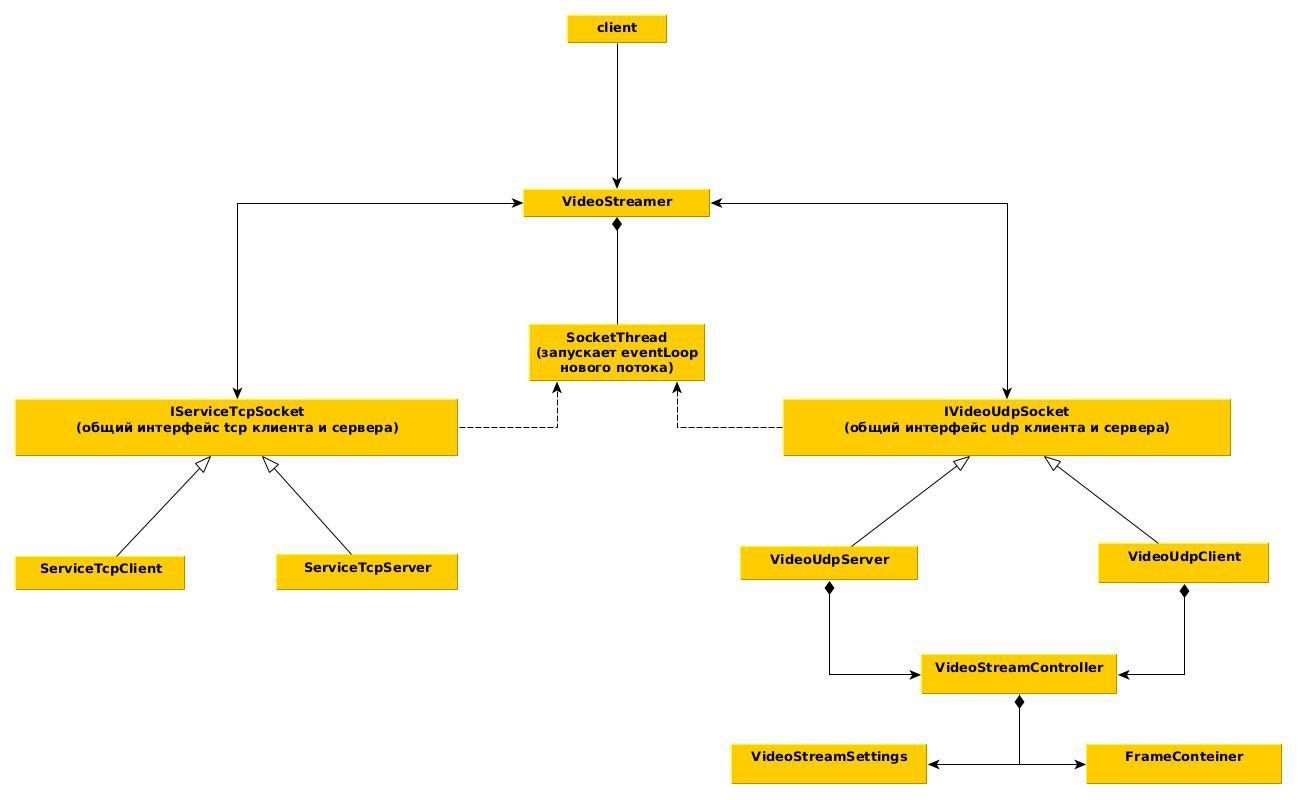 client
VideoStreamer
SocketThread
(запускает eventLoop
нового потока)
IServiceTcpSocket
(общий интерфейс tcp клиента и сервера)
IVideoUdpSocket
(общий интерфейс udp клиента и сервера)
ServiceTcpClient
ServiceTcpServer
VideoUdpServer
VideoUdpClient
VideoStreamController
VideoStreamSettings
FrameConteiner